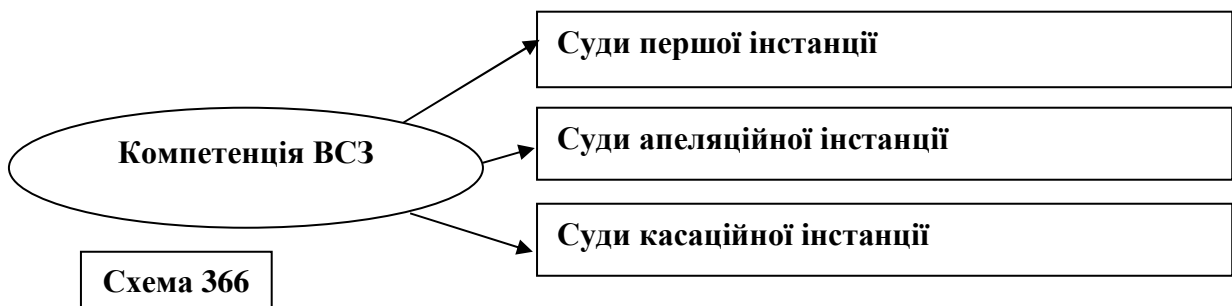 Суди першої інстанції
Компетенція ВСЗ
Суди апеляційної інстанції
Суди касаційної інстанції
Схема 366